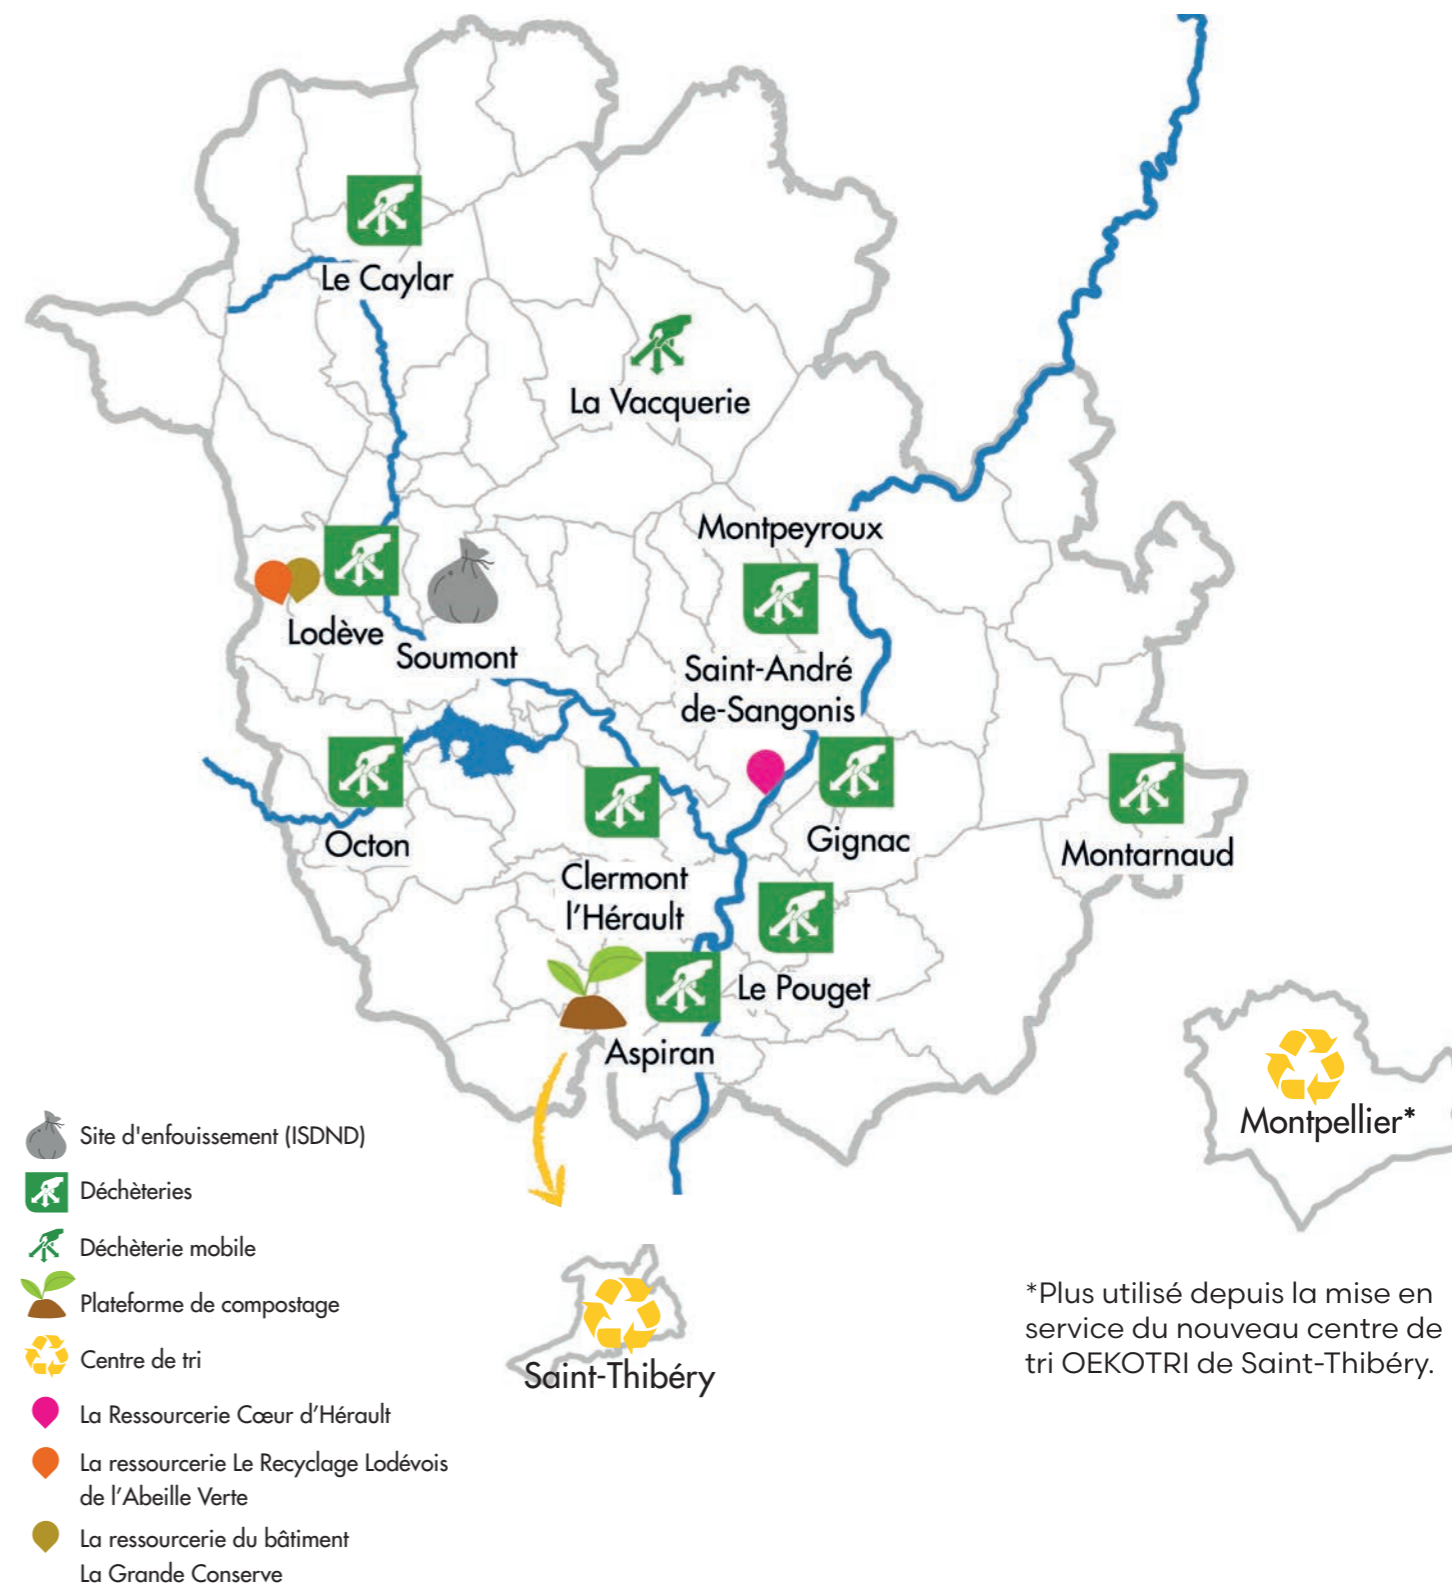 Le Caylar
La Vacquerie
Montpeyroux
Lodève
Soumont
Saint-André
de-Sangonis
Octon
Gignac
Montarnaud
Clermont
l'Hérault
Le Pouget
Aspiran
Montpellier*
Site d'enfouissement (ISDND)
Déchèteries
Déchèterie mobile
Plateforme de compostage
Centre de tri
La Ressourcerie Cœur d'Hérault
La ressourcerie Le Recyclage Lodévois
de l'Abeille Verte
La ressourcerie du bâtiment
La Grande Conserve
Saint-Thibéry
*Plus utilisé depuis la mise en
service du nouveau centre de
tri OEKOTRI de Saint-Thibéry.